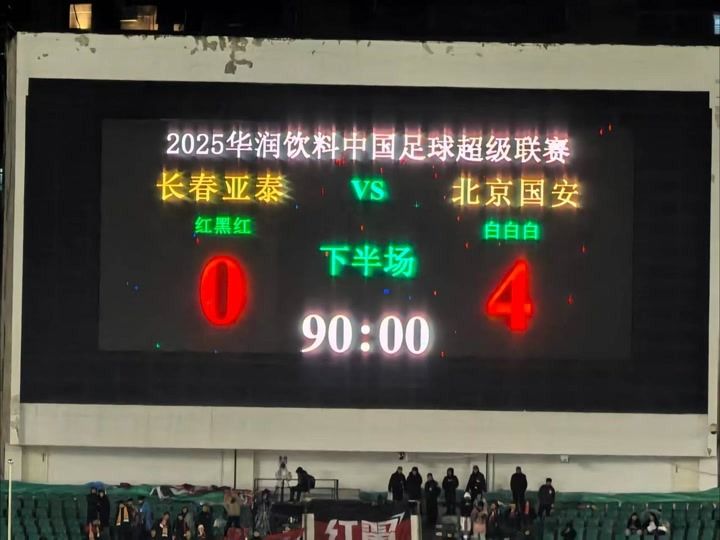 2025华润饮料中国足球超级联赛
长春亚泰 VS 北京国安
红黑红 白白白
下半场
0 4
90:00
红翼